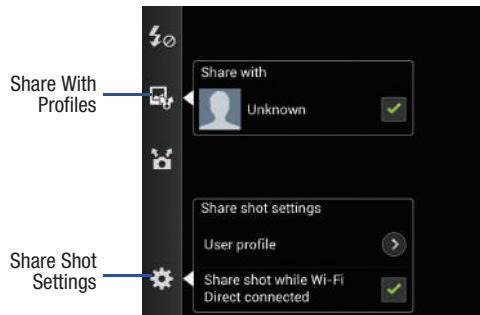 Share With
Profiles
Share with
Unknown
Share shot settings
User profile
Share Shot
Settings
Share shot while Wi-Fi
Direct connected